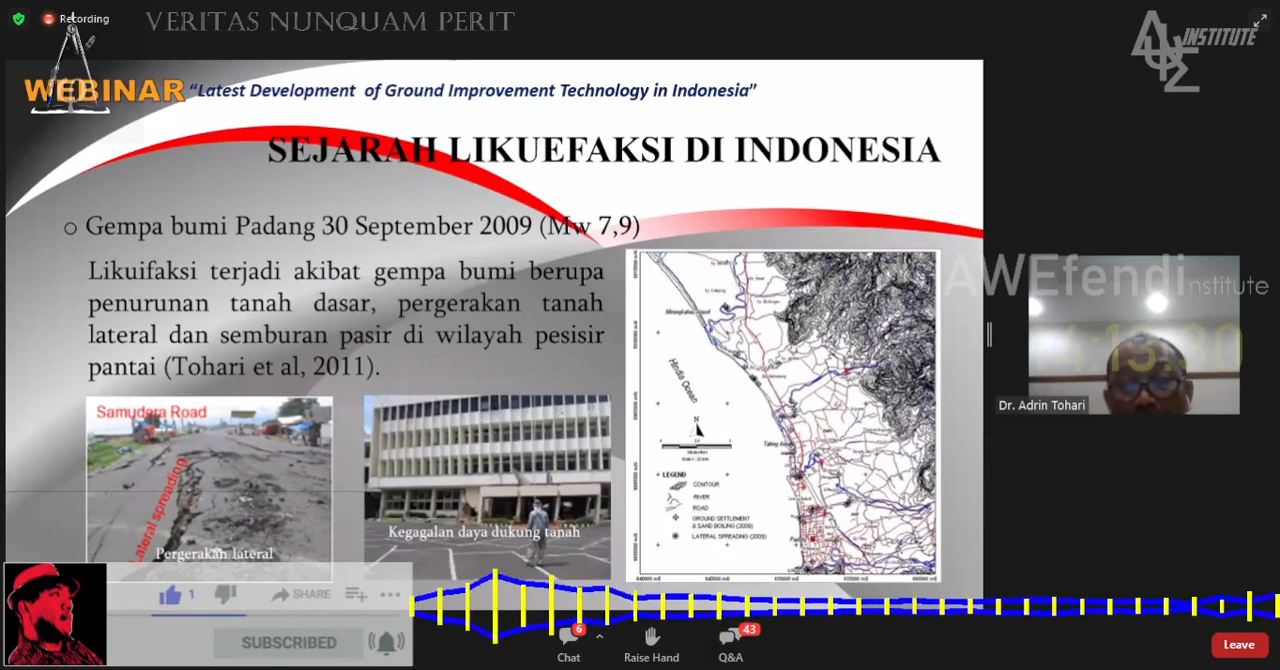 Recording
VERITAS NUNQUAM PERIT
INSTITUTE
WEBINAR "Latest Development of Ground Improvement Technology in Indonesia"
SEJARAH LIKUEFAKSI DI INDONESIA
Gempa bumi Padang 30 September 2009 (Mw 7,9)
Likuifaksi terjadi akibat gempa bumi berupa
penurunan tanah dasar, pergerakan tanah
lateral dan semburan pasir di wilayah pesisir
pantai (Tohari et al, 2011).
Samudera Road
Lateral spreading
Pergerakan lateral
Kegagalan daya dukung tanah
Hindia Ocean
N
LEGEND
COMTOUR
RIVER
ROAD
GROUND SETTLEMENT
& SAND BOILING (2009)
LATERAL SPREADING (2009)
AWEfendi Institute
Dr. Adrin Tohari
1
SHARE
SUBSCRIBED
6
43
Chat
Raise Hand
Q&A
Leave